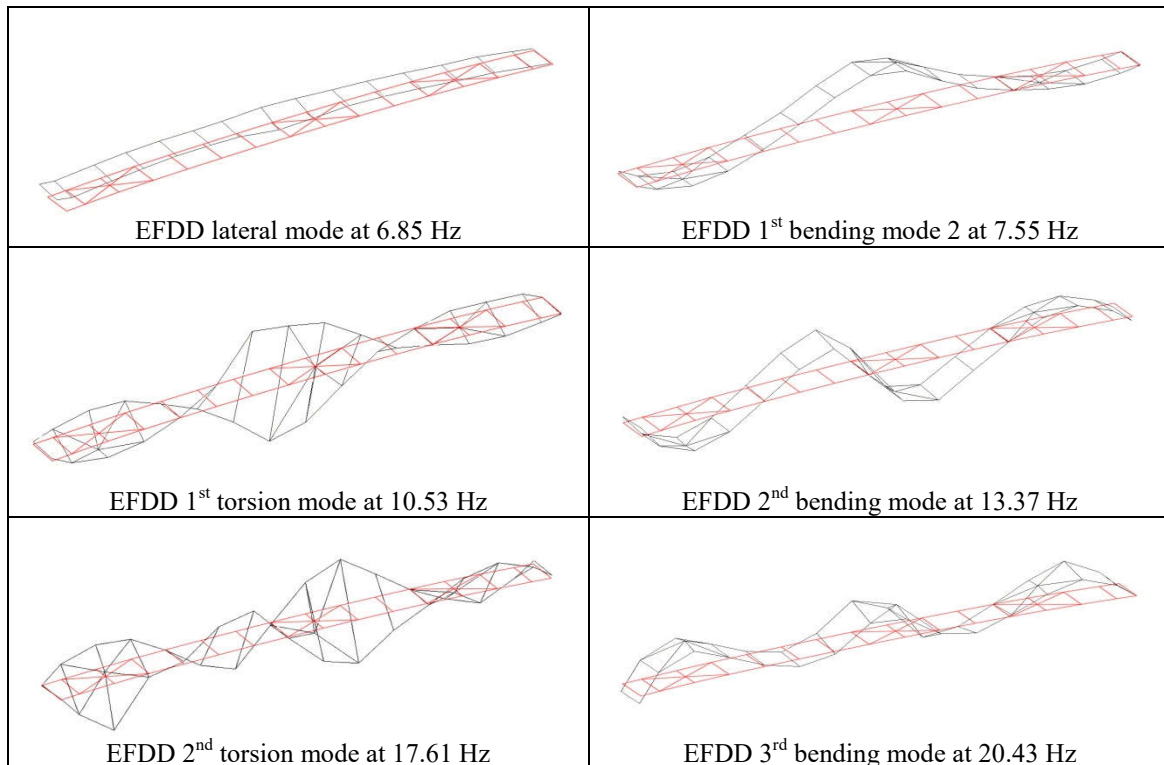 EFDD lateral mode at 6.85 Hz
EFDD 1st bending mode 2 at 7.55 Hz
EFDD 1st torsion mode at 10.53 Hz
EFDD 2nd bending mode at 13.37 Hz
EFDD 2nd torsion mode at 17.61 Hz
EFDD 3rd bending mode at 20.43 Hz